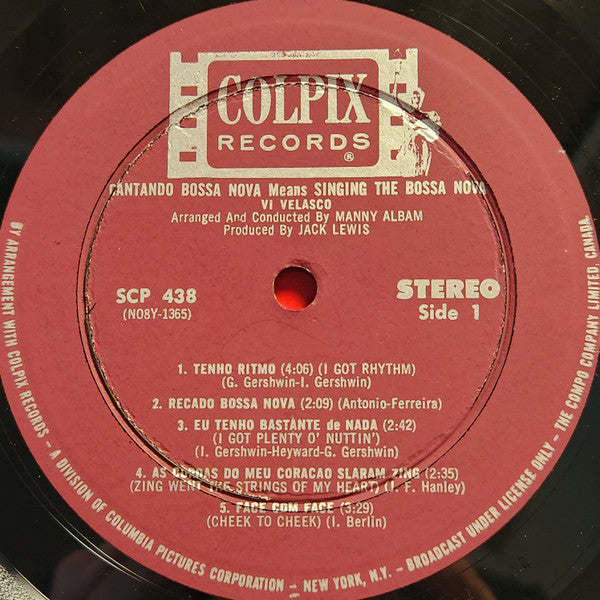 COLPIX
RECORDS
®
CANTANDO BOSSA NOVA Means SINGING THE BOSSA NOVA
VI VELASCO
Arranged And Conducted By MANNY ALBAM
Produced By JACK LEWIS
SCP 438
(NO8Y-1365)
STEREO
Side 1
1. TENHO RITMO (4:06) (I GOT RHYTHM)
(G. Gershwin-I. Gershwin)
2. RECADO BOSSA NOVA (2:09) (Antonio-Ferreira)
3. EU TENHO BASTÀNTE de NADA (2:42)
(I GOT PLENTY O' NUTTIN')
(I. Gershwin-Heyward-G. Gershwin)
4. AS CORDAS DO MEU CORACAO SLARAM ZING (2:35)
(ZING WENT THE STRINGS OF MY HEART) (J. F. Hanley)
5. FACE COM FACE (3:29)
(CHEEK TO CHEEK) (I. Berlin)
BY ARRANGEMENT WITH COLPIX RECORDS – A DIVISION OF COLUMBIA PICTURES CORPORATION – NEW YORK, N.Y. – BROADCAST UNDER LICENSE ONLY – THE COMPO COMPANY LIMITED, CANADA.